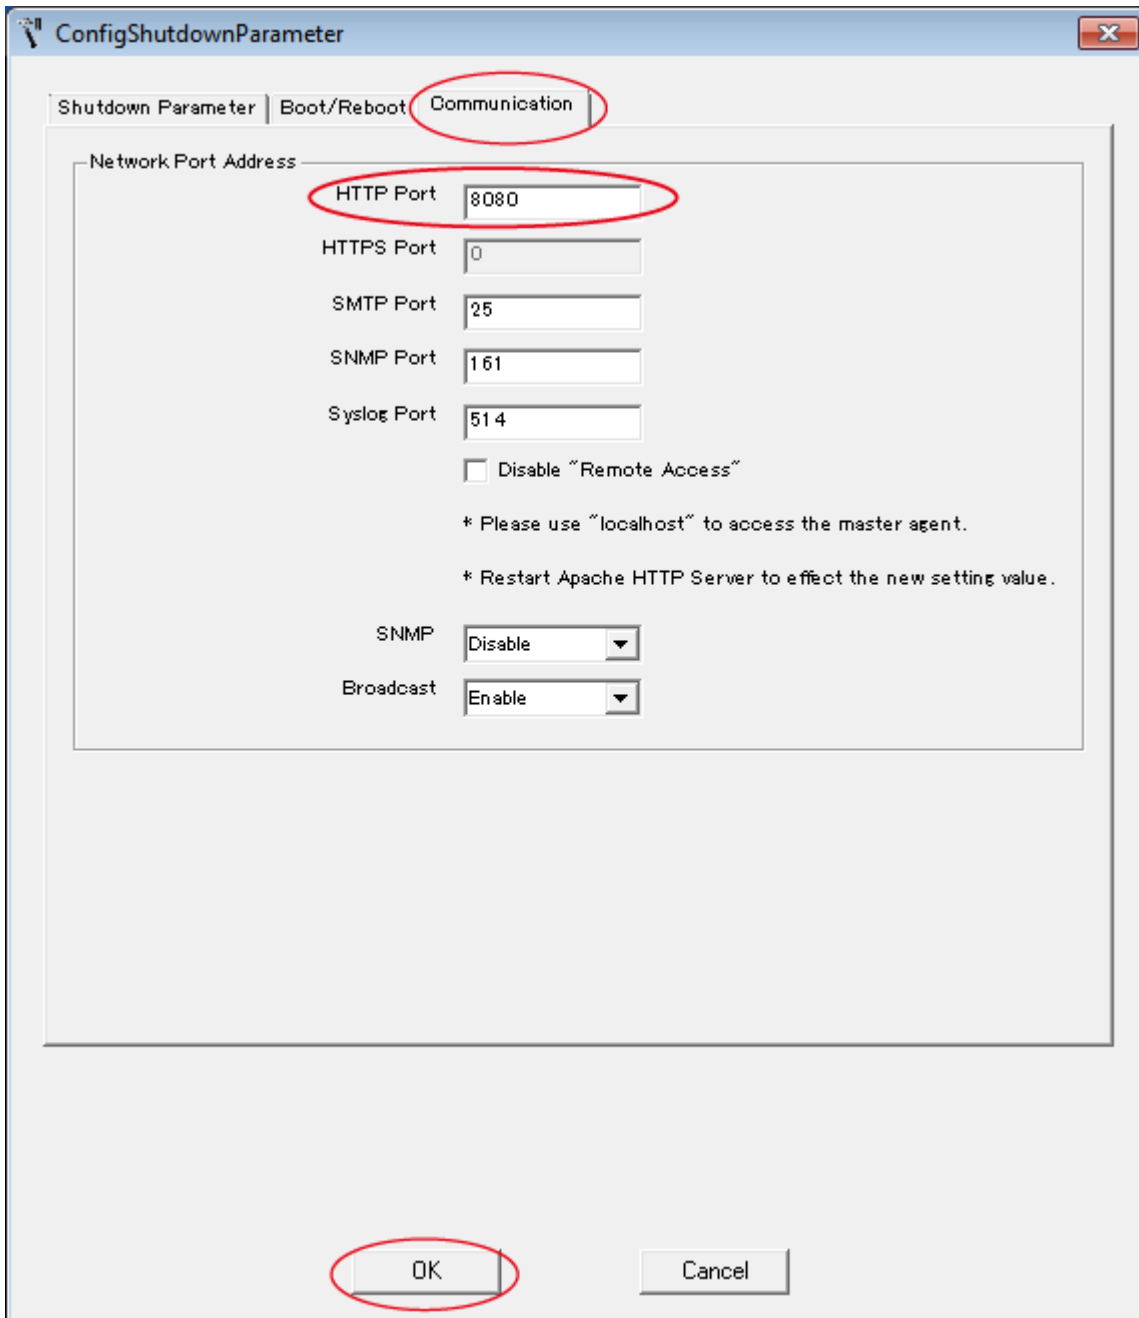 ConfigShutdownParameter
Shutdown Parameter
Boot/Reboot
Communication
Network Port Address
HTTP Port 8080
HTTPS Port 0
SMTP Port 25
SNMP Port 161
Syslog Port 514
Disable "Remote Access"
* Please use "localhost" to access the master agent.
* Restart Apache HTTP Server to effect the new setting value.
SNMP Disable
Broadcast Enable
OK Cancel